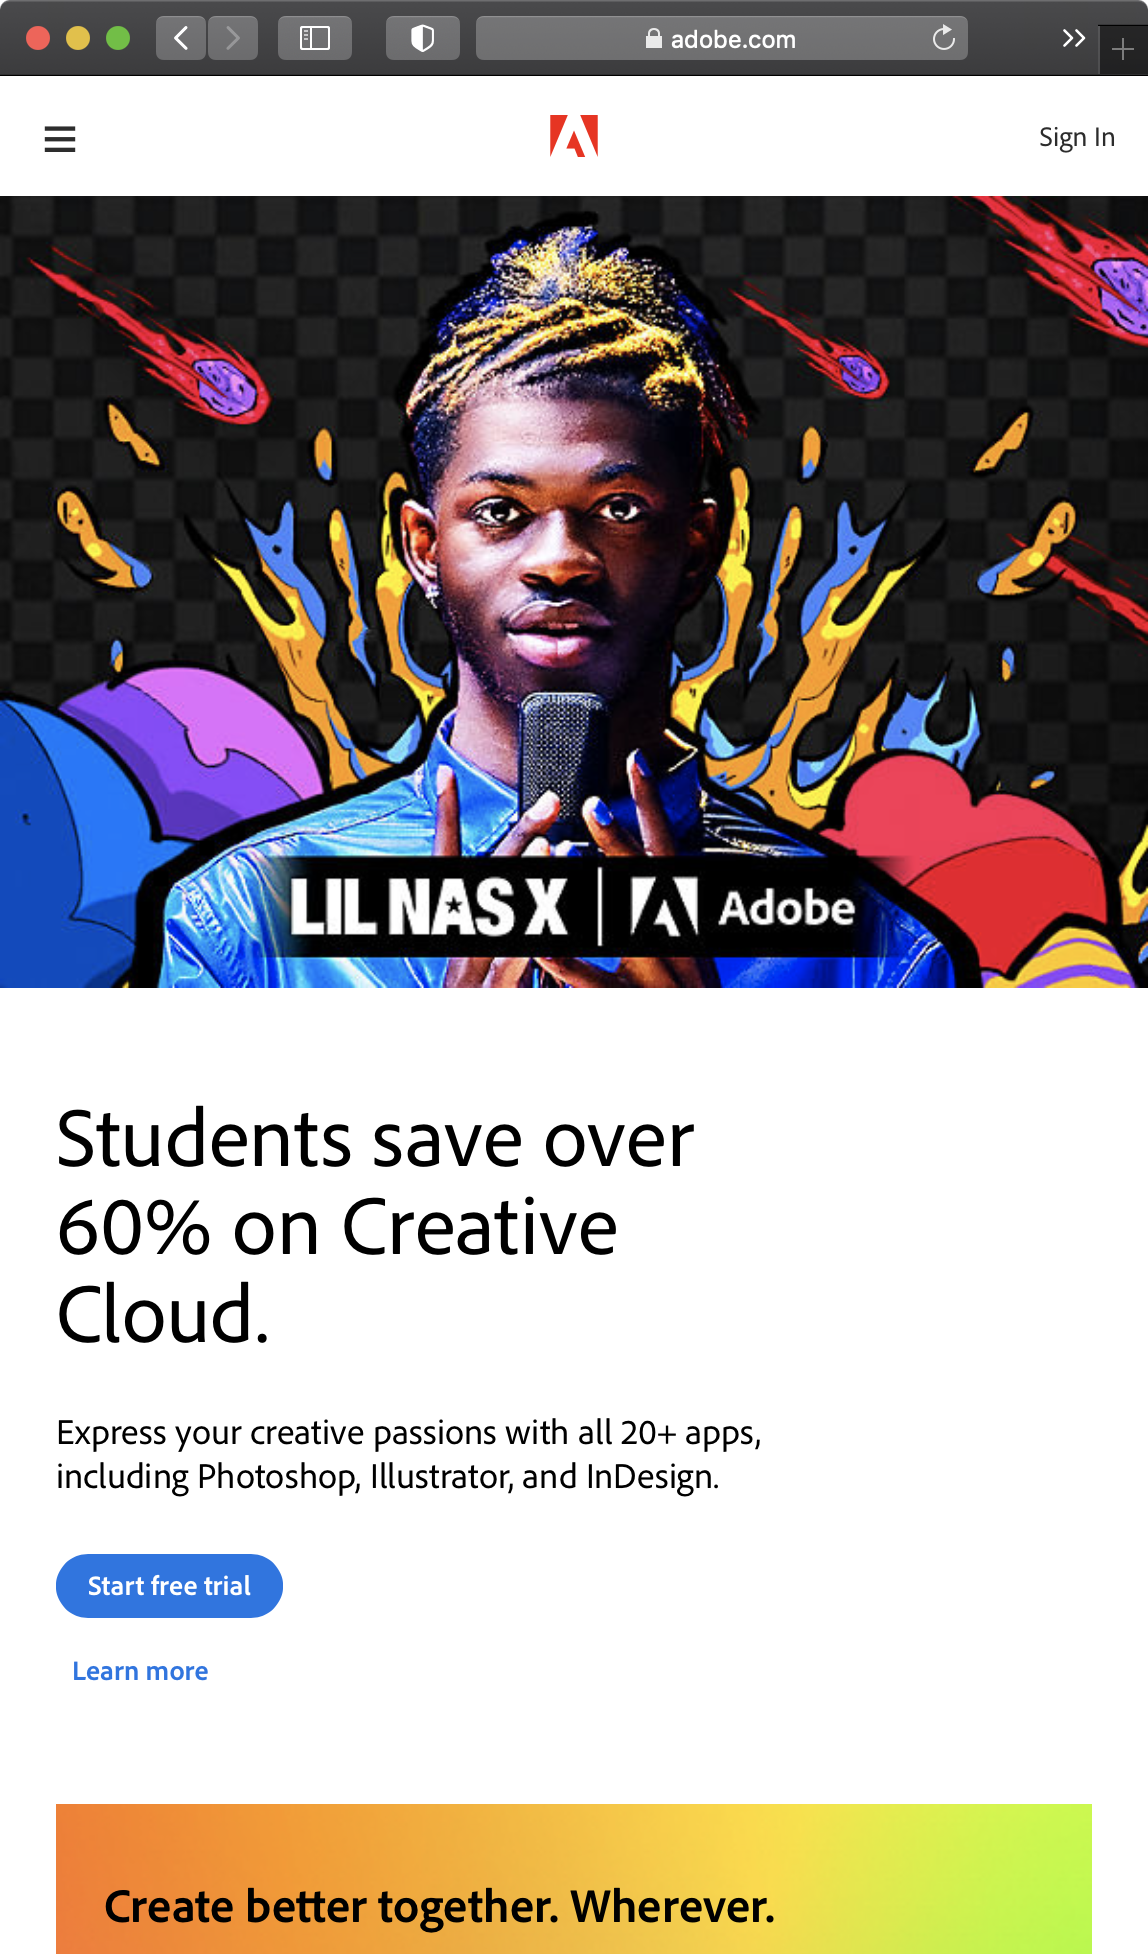 adobe.com
Sign In
LIL NAS X | Adobe
Students save over
60% on Creative
Cloud.
Express your creative passions with all 20+ apps,
including Photoshop, Illustrator, and InDesign.
Start free trial
Learn more
Create better together. Wherever.